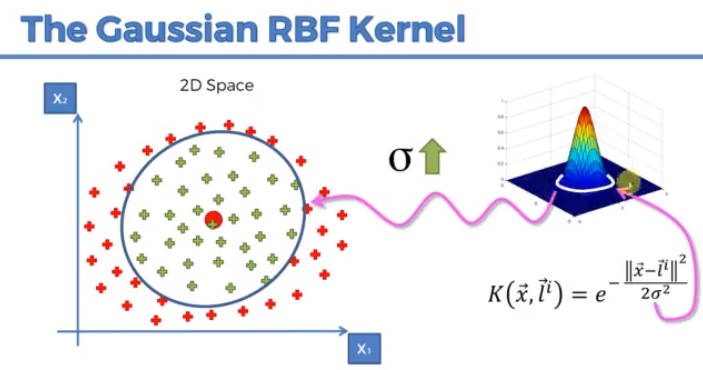 The Gaussian RBF Kernel
2D Space
X₂
σ
K(x⃗, l⃗ⁱ) = e^(-‖x⃗−l⃗ⁱ‖²/2σ²)
X₁